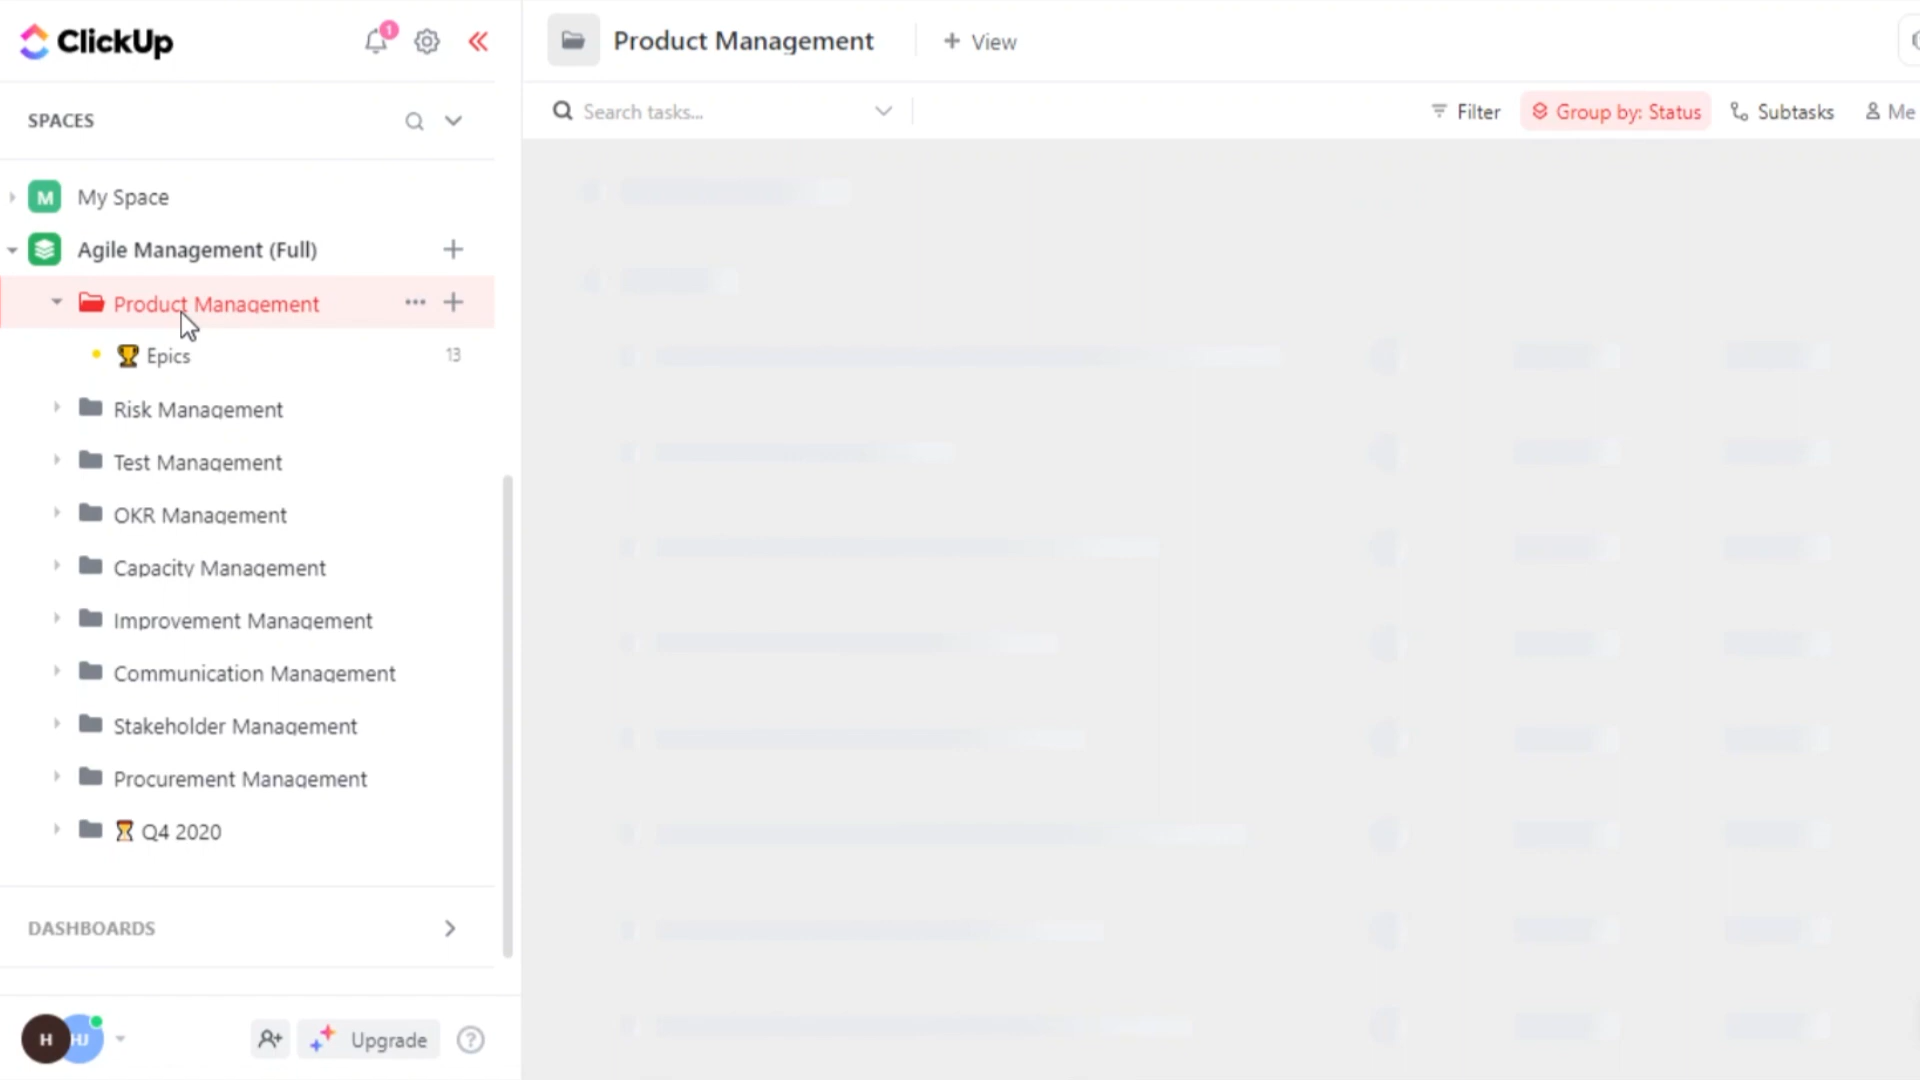 ClickUp
1
Product Management
+ View
SPACES
Search tasks...
Filter
Group by: Status
Subtasks
Me
M
My Space
Agile Management (Full)
Product Management
Epics
13
Risk Management
Test Management
OKR Management
Capacity Management
Improvement Management
Communication Management
Stakeholder Management
Procurement Management
Q4 2020
DASHBOARDS
H
HJ
Upgrade
?